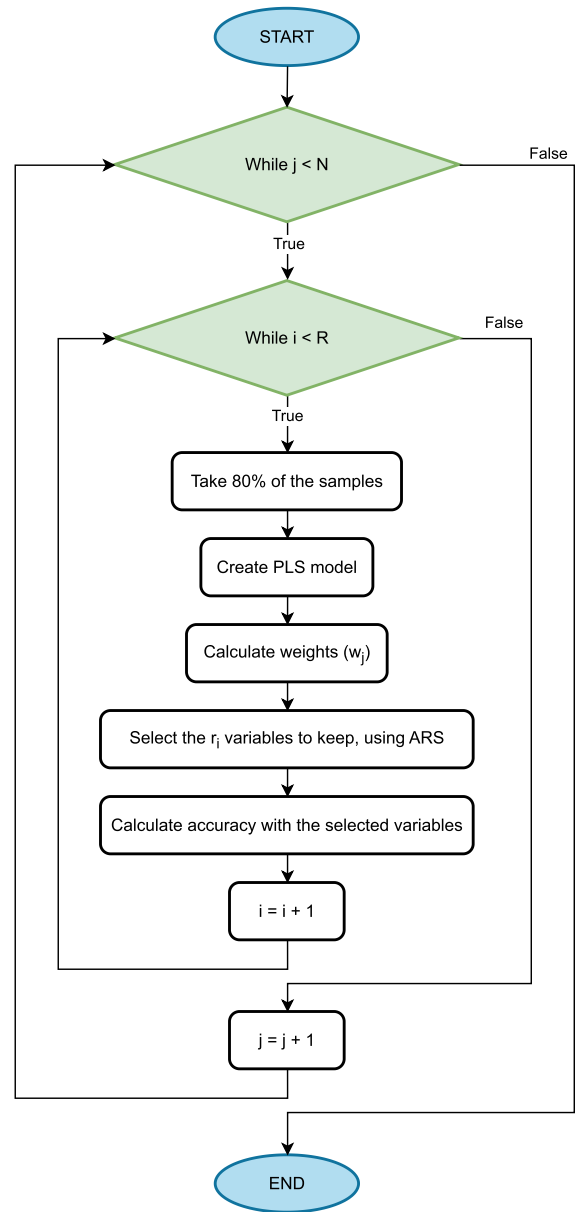 START
While j < N
False
True
While i < R
False
True
Take 80% of the samples
Create PLS model
Calculate weights (wⱼ)
Select the rᵢ variables to keep, using ARS
Calculate accuracy with the selected variables
i = i + 1
j = j + 1
END